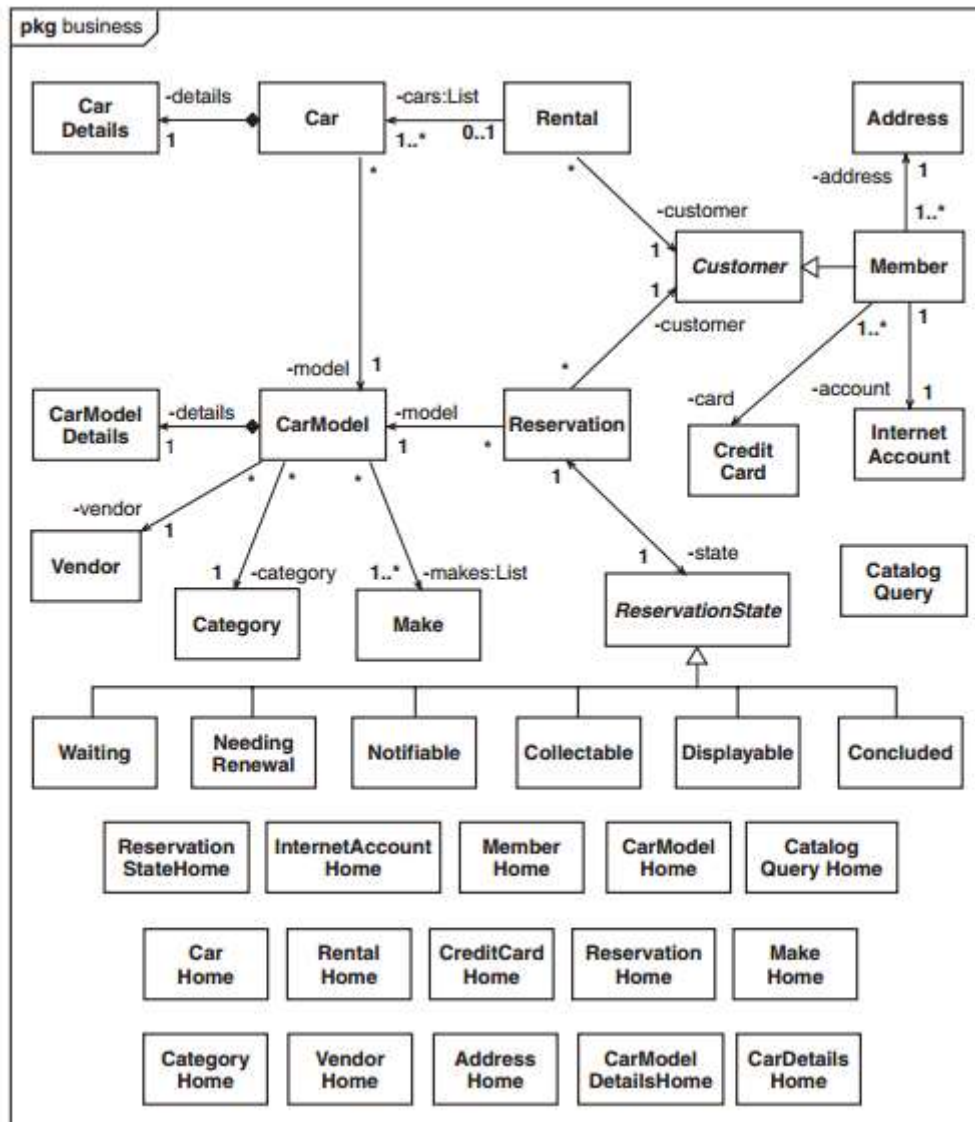 pkg business
Car
Details
-details
1
Car
-cars:List
1..*
0..1
Rental
Address
*
*
-address
1
1..*
-customer
1
Customer
Member
1
-customer
1..*
1
-model
1
*
-card
-account
1
CarModel
Details
-details
1
CarModel
-model
1
*
Reservation
Credit
Card
Internet
Account
*
*
*
1
-vendor
1
Vendor
1
-category
1..*
-makes:List
1
-state
Category
Make
ReservationState
Catalog
Query
Waiting
Needing
Renewal
Notifiable
Collectable
Displayable
Concluded
Reservation
StateHome
InternetAccount
Home
Member
Home
CarModel
Home
Catalog
Query Home
Car
Home
Rental
Home
CreditCard
Home
Reservation
Home
Make
Home
Category
Home
Vendor
Home
Address
Home
CarModel
DetailsHome
CarDetails
Home